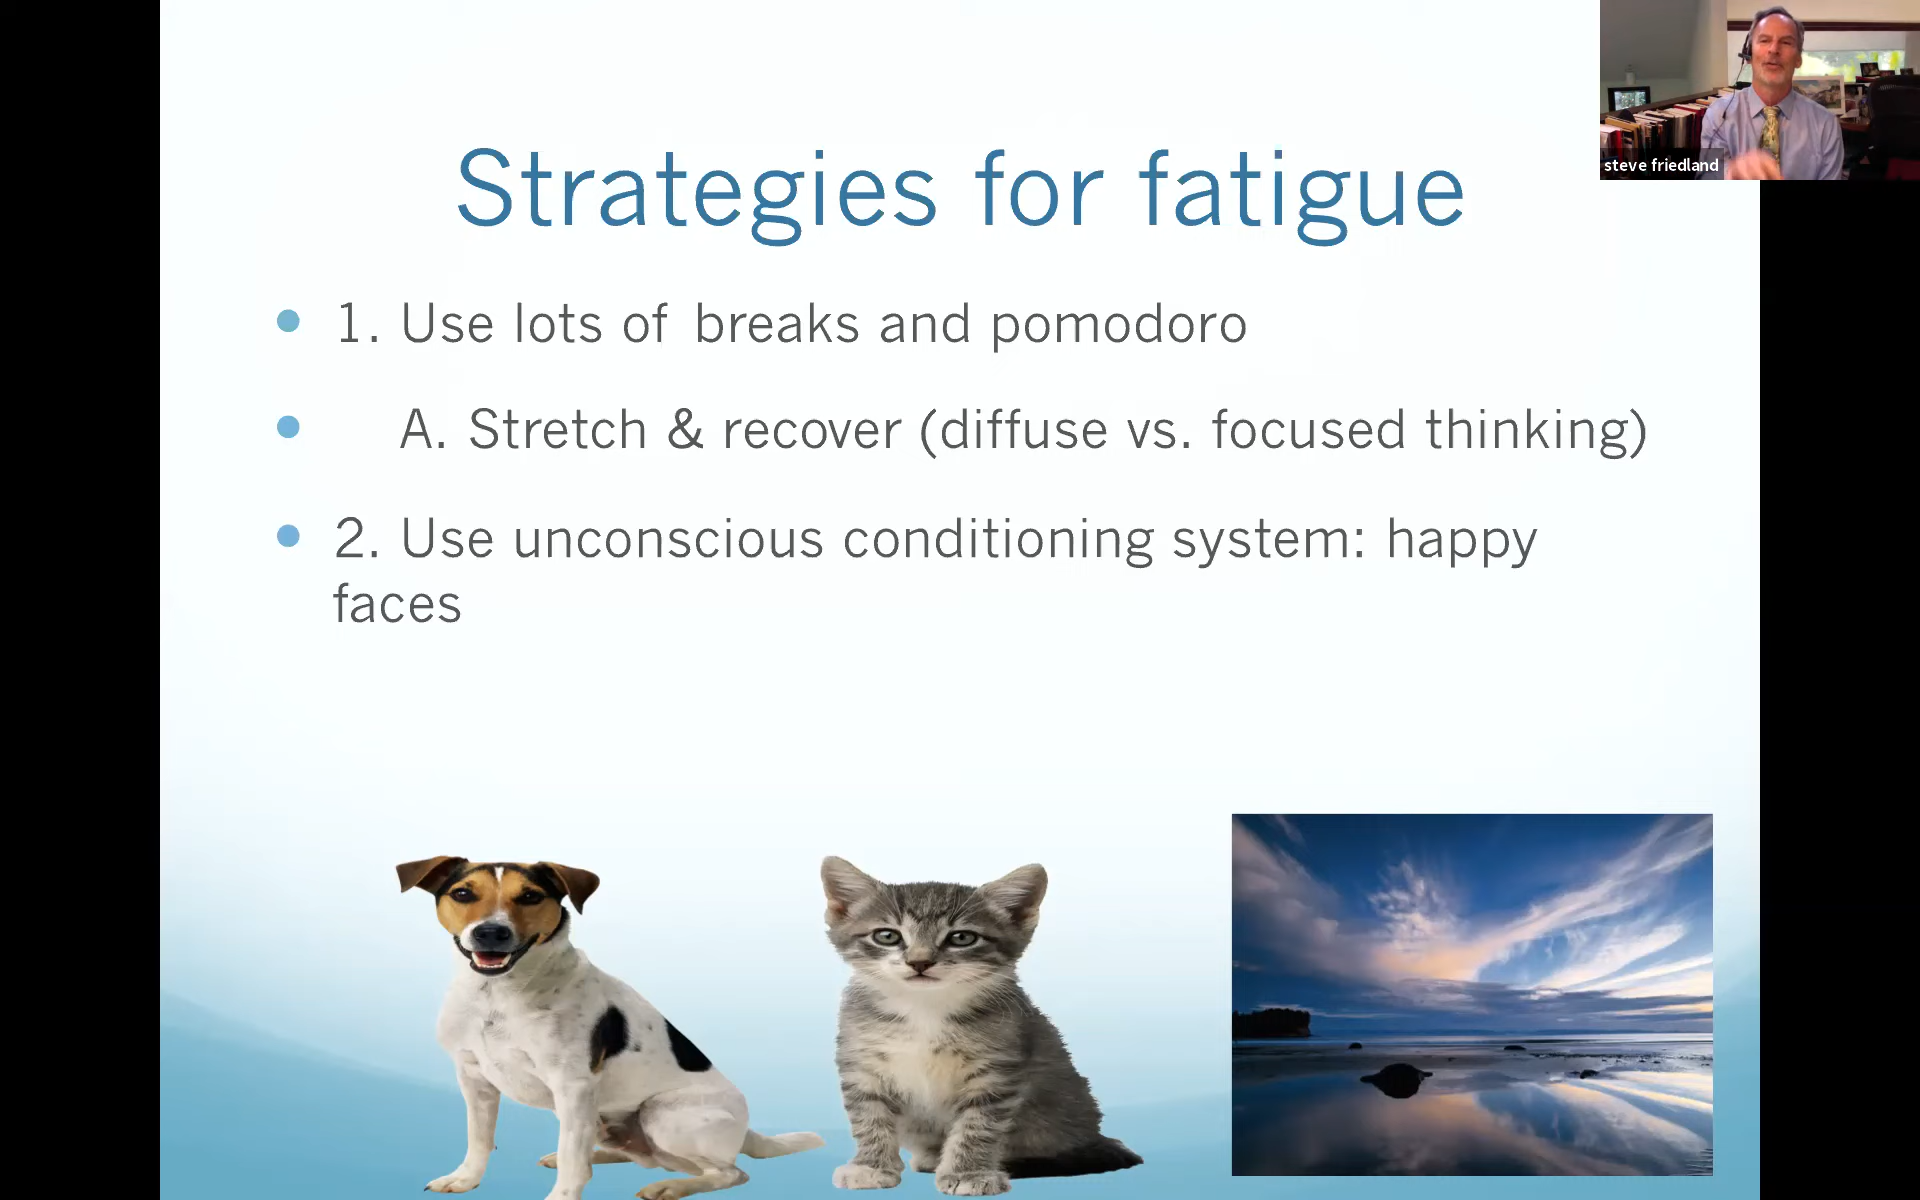 Strategies for fatigue
steve friedland
1. Use lots of breaks and pomodoro
A. Stretch & recover (diffuse vs. focused thinking)
2. Use unconscious conditioning system: happy
faces